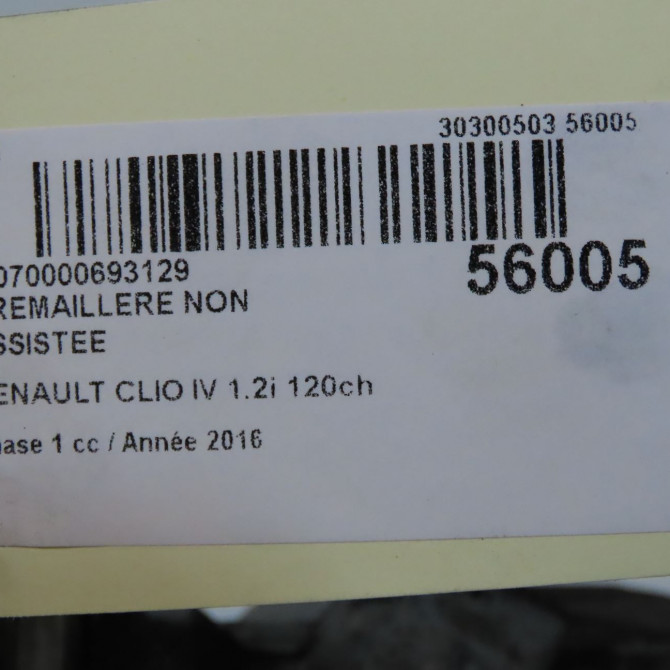 30300503 56005
070000693129
56005
REMAILLERE NON
SSISTEE
ENAULT CLIO IV 1.2i 120ch
hase 1 cc / Année 2016